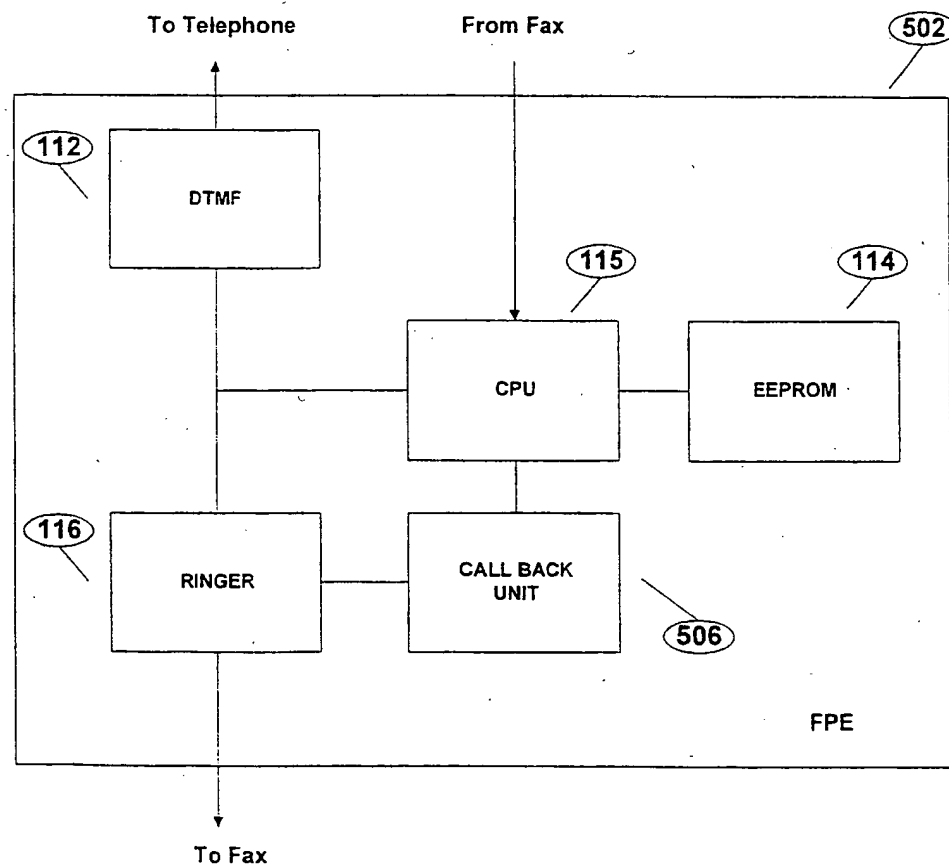 To Telephone
From Fax
502
112
DTMF
115
114
CPU
EEPROM
116
RINGER
CALL BACK
UNIT
506
FPE
To Fax